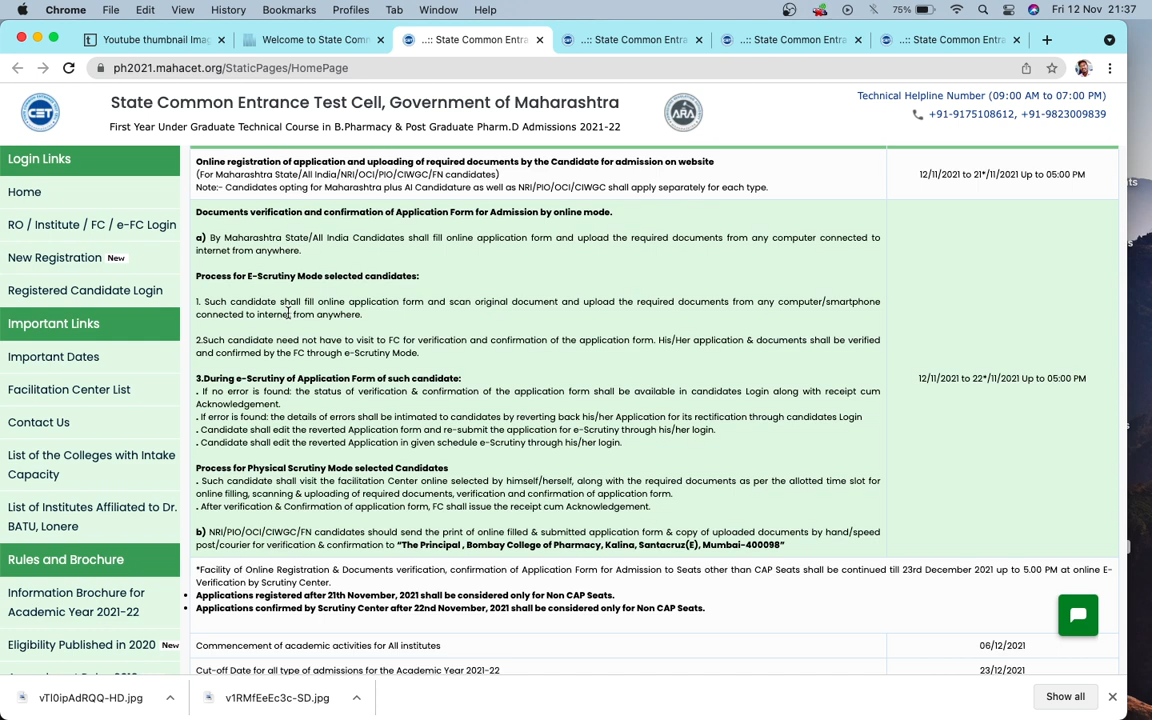 Chrome File Edit View History Bookmarks Profiles Tab Window Help 75% Fri 12 Nov 21:37
Youtube thumbnail Imag × Welcome to State Comm × ..:: State Common Entra × ..:: State Common Entra × ..:: State Common Entra × ..:: State Common Entra × +
ph2021.mahacet.org/StaticPages/HomePage
State Common Entrance Test Cell, Government of Maharashtra
First Year Under Graduate Technical Course in B.Pharmacy & Post Graduate Pharm.D Admissions 2021-22
CET
ARA
Technical Helpline Number (09:00 AM to 07:00 PM)
+91-9175108612, +91-9823009839
Login Links
Home
RO / Institute / FC / e-FC Login
New Registration New
Registered Candidate Login
Important Links
Important Dates
Facilitation Center List
Contact Us
List of the Colleges with Intake
Capacity
List of Institutes Affiliated to Dr.
BATU, Lonere
Rules and Brochure
Information Brochure for
Academic Year 2021-22
Eligibility Published in 2020 New
Online registration of application and uploading of required documents by the Candidate for admission on website
(For Maharashtra State/All India/NRI/OCI/PIO/CIWGC/FN candidates)
Note:- Candidates opting for Maharashtra plus AI Candidature as well as NRI/PIO/OCI/CIWGC shall apply separately for each type.
12/11/2021 to 21*/11/2021 Up to 05:00 PM
Documents verification and confirmation of Application Form for Admission by online mode.
a) By Maharashtra State/All India Candidates shall fill online application form and upload the required documents from any computer connected to
internet from anywhere.
Process for E-Scrutiny Mode selected candidates:
1. Such candidate shall fill online application form and scan original document and upload the required documents from any computer/smartphone
connected to internet from anywhere.
2.Such candidate need not have to visit to FC for verification and confirmation of the application form. His/Her application & documents shall be verified
and confirmed by the FC through e-Scrutiny Mode.
3.During e-Scrutiny of Application Form of such candidate:
. If no error is found: the status of verification & confirmation of the application form shall be available in candidates Login along with receipt cum
Acknowledgement.
. If error is found: the details of errors shall be intimated to candidates by reverting back his/her Application for its rectification through candidates Login
. Candidate shall edit the reverted Application form and re-submit the application for e-Scrutiny through his/her login.
. Candidate shall edit the reverted Application in given schedule e-Scrutiny through his/her login.
Process for Physical Scrutiny Mode selected Candidates
. Such candidate shall visit the facilitation Center online selected by himself/herself, along with the required documents as per the allotted time slot for
online filling, scanning & uploading of required documents, verification and confirmation of application form.
. After verification & Confirmation of application form, FC shall issue the receipt cum Acknowledgement.
b) NRI/PIO/OCI/CIWGC/FN candidates should send the print of online filled & submitted application form & copy of uploaded documents by hand/speed
post/courier for verification & confirmation to “The Principal , Bombay College of Pharmacy, Kalina, Santacruz(E), Mumbai-400098”
12/11/2021 to 22*/11/2021 Up to 05:00 PM
*Facility of Online Registration & Documents verification, confirmation of Application Form for Admission to Seats other than CAP Seats shall be continued till 23rd December 2021 up to 5.00 PM at online E-
Verification by Scrutiny Center.
• Applications registered after 21th November, 2021 shall be considered only for Non CAP Seats.
• Applications confirmed by Scrutiny Center after 22nd November, 2021 shall be considered only for Non CAP Seats.
Commencement of academic activities for All institutes 06/12/2021
Cut-off Date for all type of admissions for the Academic Year 2021-22 23/12/2021
vTI0ipAdRQQ-HD.jpg v1RMfEeEc3c-SD.jpg Show all ×